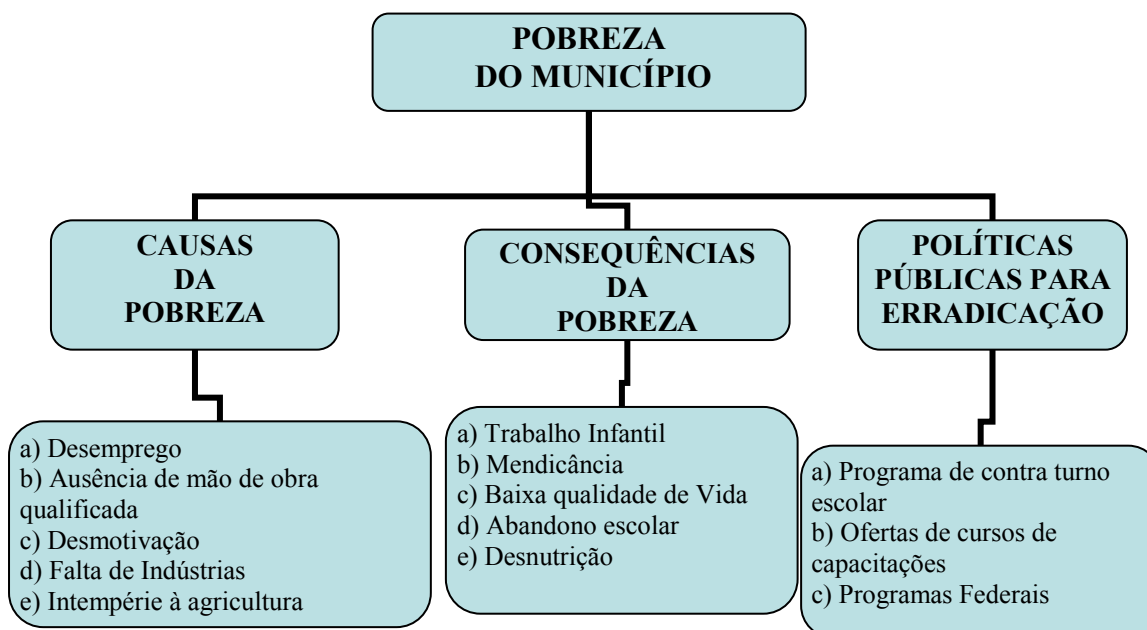 POBREZA
DO MUNICÍPIO
CAUSAS
DA
POBREZA
CONSEQUÊNCIAS
DA
POBREZA
POLÍTICAS
PÚBLICAS PARA
ERRADICAÇÃO
a) Desemprego
b) Ausência de mão de obra
qualificada
c) Desmotivação
d) Falta de Indústrias
e) Intempérie à agricultura
a) Trabalho Infantil
b) Mendicância
c) Baixa qualidade de Vida
d) Abandono escolar
e) Desnutrição
a) Programa de contra turno
escolar
b) Ofertas de cursos de
capacitações
c) Programas Federais